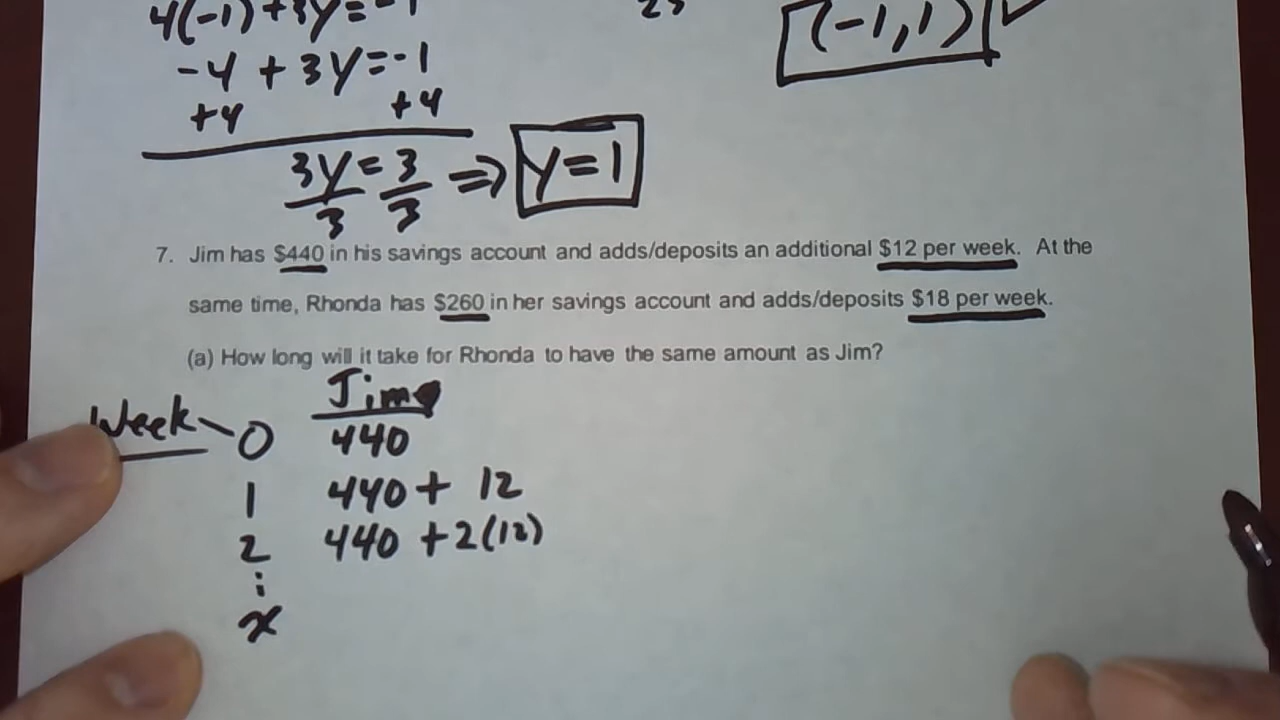 4(-1)+3y=-1
-4 + 3y=-1
+4 +4
3y = 3 ⇒ y=1
3 3
(-1,1) ✓
7. Jim has $440 in his savings account and adds/deposits an additional $12 per week. At the
same time, Rhonda has $260 in her savings account and adds/deposits $18 per week.
(a) How long will it take for Rhonda to have the same amount as Jim?
Jim
Week 0 440
1 440 + 12
2 440 + 2(12)
⋮
x